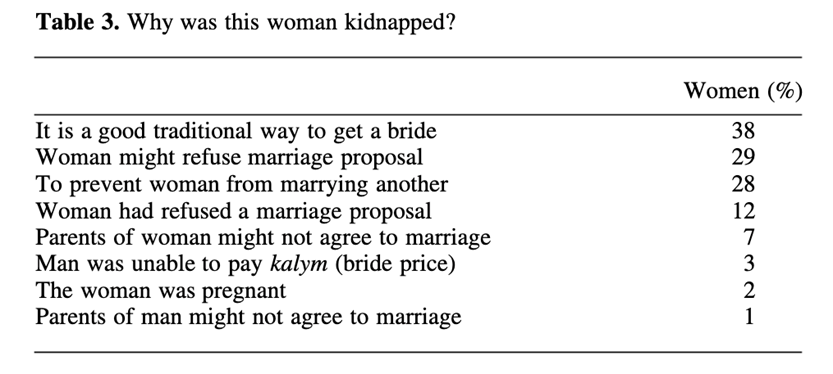 Table 3. Why was this woman kidnapped?
Women (%)
It is a good traditional way to get a bride 38
Woman might refuse marriage proposal 29
To prevent woman from marrying another 28
Woman had refused a marriage proposal 12
Parents of woman might not agree to marriage 7
Man was unable to pay kalym (bride price) 3
The woman was pregnant 2
Parents of man might not agree to marriage 1